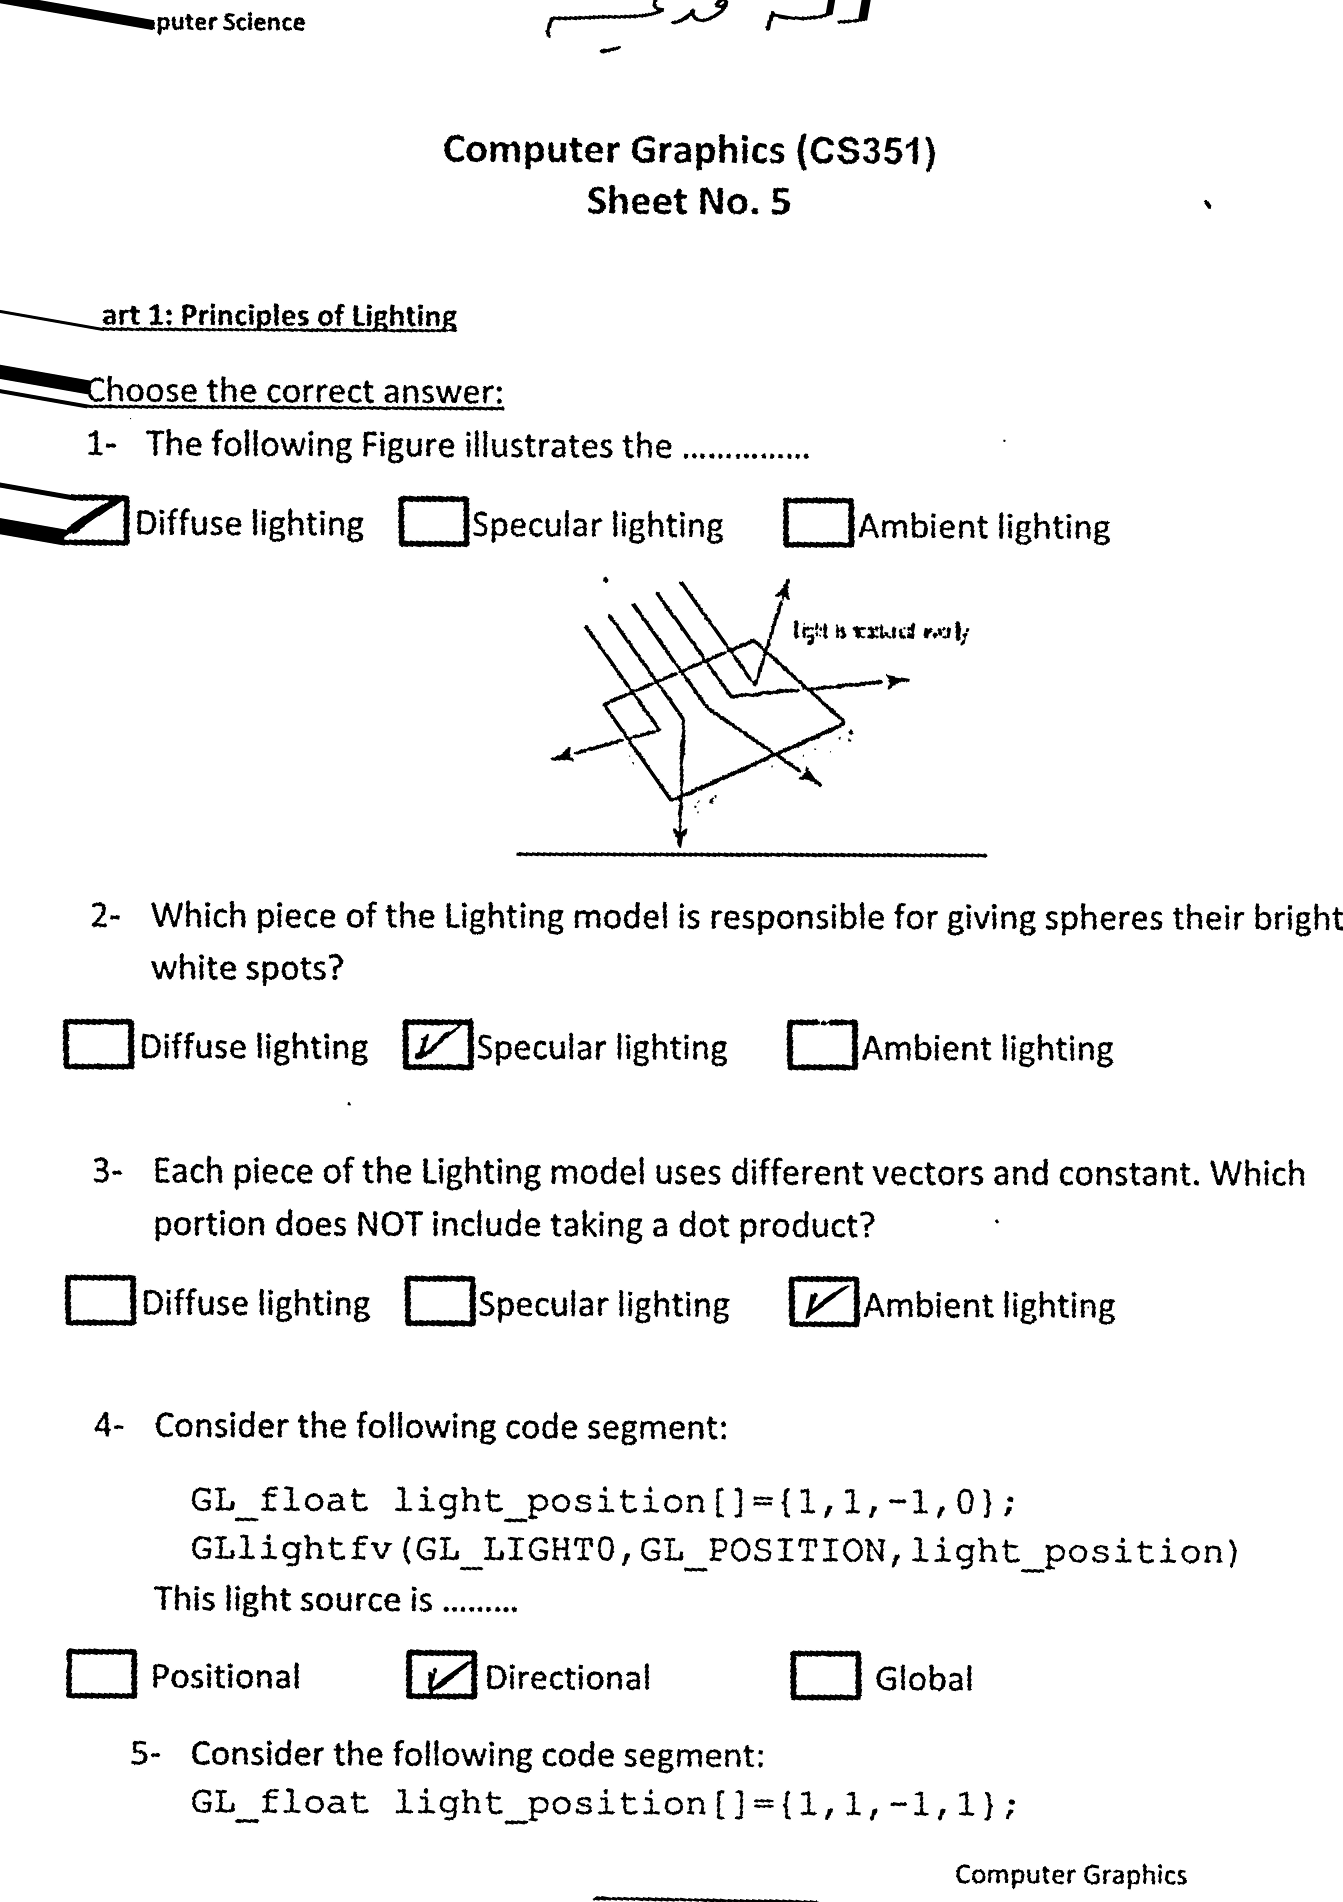 puter Science
Computer Graphics (CS351)
Sheet No. 5
art 1: Principles of Lighting
Choose the correct answer:
1- The following Figure illustrates the ...............
Diffuse lighting Specular lighting Ambient lighting
light is
2- Which piece of the Lighting model is responsible for giving spheres their bright
white spots?
Diffuse lighting Specular lighting Ambient lighting
3- Each piece of the Lighting model uses different vectors and constant. Which
portion does NOT include taking a dot product?
Diffuse lighting Specular lighting Ambient lighting
4- Consider the following code segment:
GL_float light_position[]={1,1,-1,0};
GLlightfv(GL_LIGHT0,GL_POSITION,light_position)
This light source is .........
Positional Directional Global
5- Consider the following code segment:
GL_float light_position[]={1,1,-1,1};
Computer Graphics